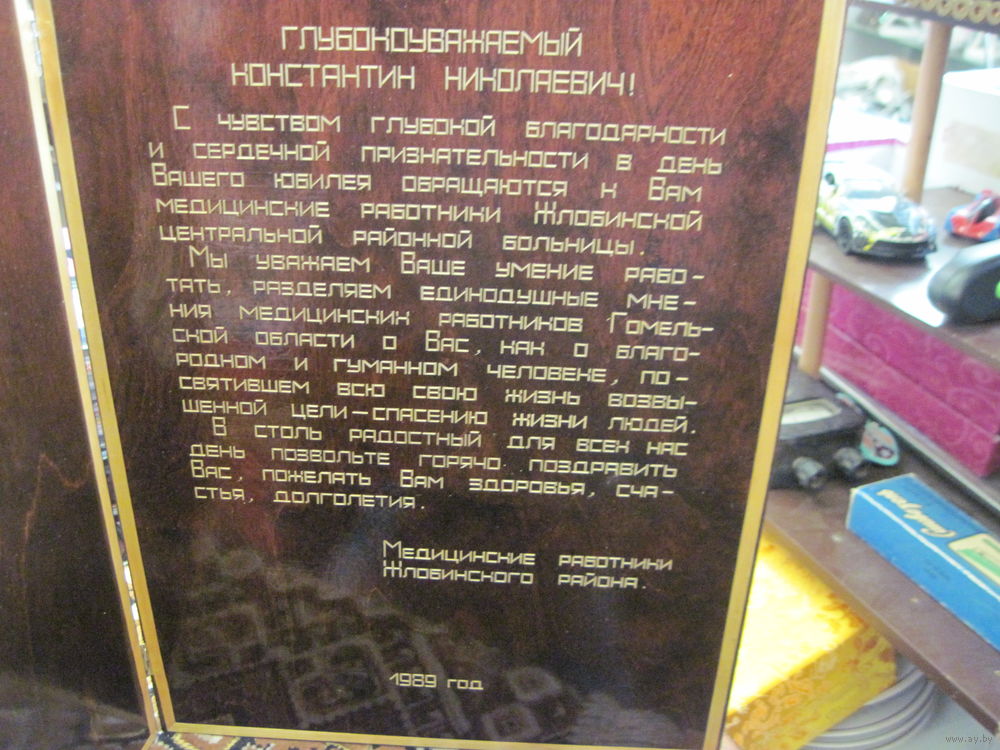 ГЛУБОКОУВАЖАЕМЫЙ
КОНСТАНТИН НИКОЛАЕВИЧ!
С ЧУВСТВОМ ГЛУБОКОЙ БЛАГОДАРНОСТИ
И СЕРДЕЧНОЙ ПРИЗНАТЕЛЬНОСТИ В ДЕНЬ
ВАШЕГО ЮБИЛЕЯ ОБРАЩАЮТСЯ К ВАМ
МЕДИЦИНСКИЕ РАБОТНИКИ ЖЛОБИНСКОЙ
ЦЕНТРАЛЬНОЙ РАЙОННОЙ БОЛЬНИЦЫ.
МЫ УВАЖАЕМ ВАШЕ УМЕНИЕ РАБО-
ТАТЬ, РАЗДЕЛЯЕМ ЕДИНОДУШНЫЕ МНЕ-
НИЯ МЕДИЦИНСКИХ РАБОТНИКОВ ГОМЕЛЬ-
СКОЙ ОБЛАСТИ О ВАС, КАК О БЛАГО-
РОДНОМ И ГУМАННОМ ЧЕЛОВЕКЕ, ПО-
СВЯТИВШЕМ ВСЮ СВОЮ ЖИЗНЬ ВОЗВЫ-
ШЕННОЙ ЦЕЛИ-СПАСЕНИЮ ЖИЗНИ ЛЮДЕЙ.
В СТОЛЬ РАДОСТНЫЙ ДЛЯ ВСЕХ НАС
ДЕНЬ ПОЗВОЛЬТЕ ГОРЯЧО ПОЗДРАВИТЬ
ВАС, ПОЖЕЛАТЬ ВАМ ЗДОРОВЬЯ, СЧА-
СТЬЯ, ДОЛГОЛЕТИЯ.
МЕДИЦИНСКИЕ РАБОТНИКИ
ЖЛОБИНСКОГО РАЙОНА.
1989 ГОД
www.ay.by